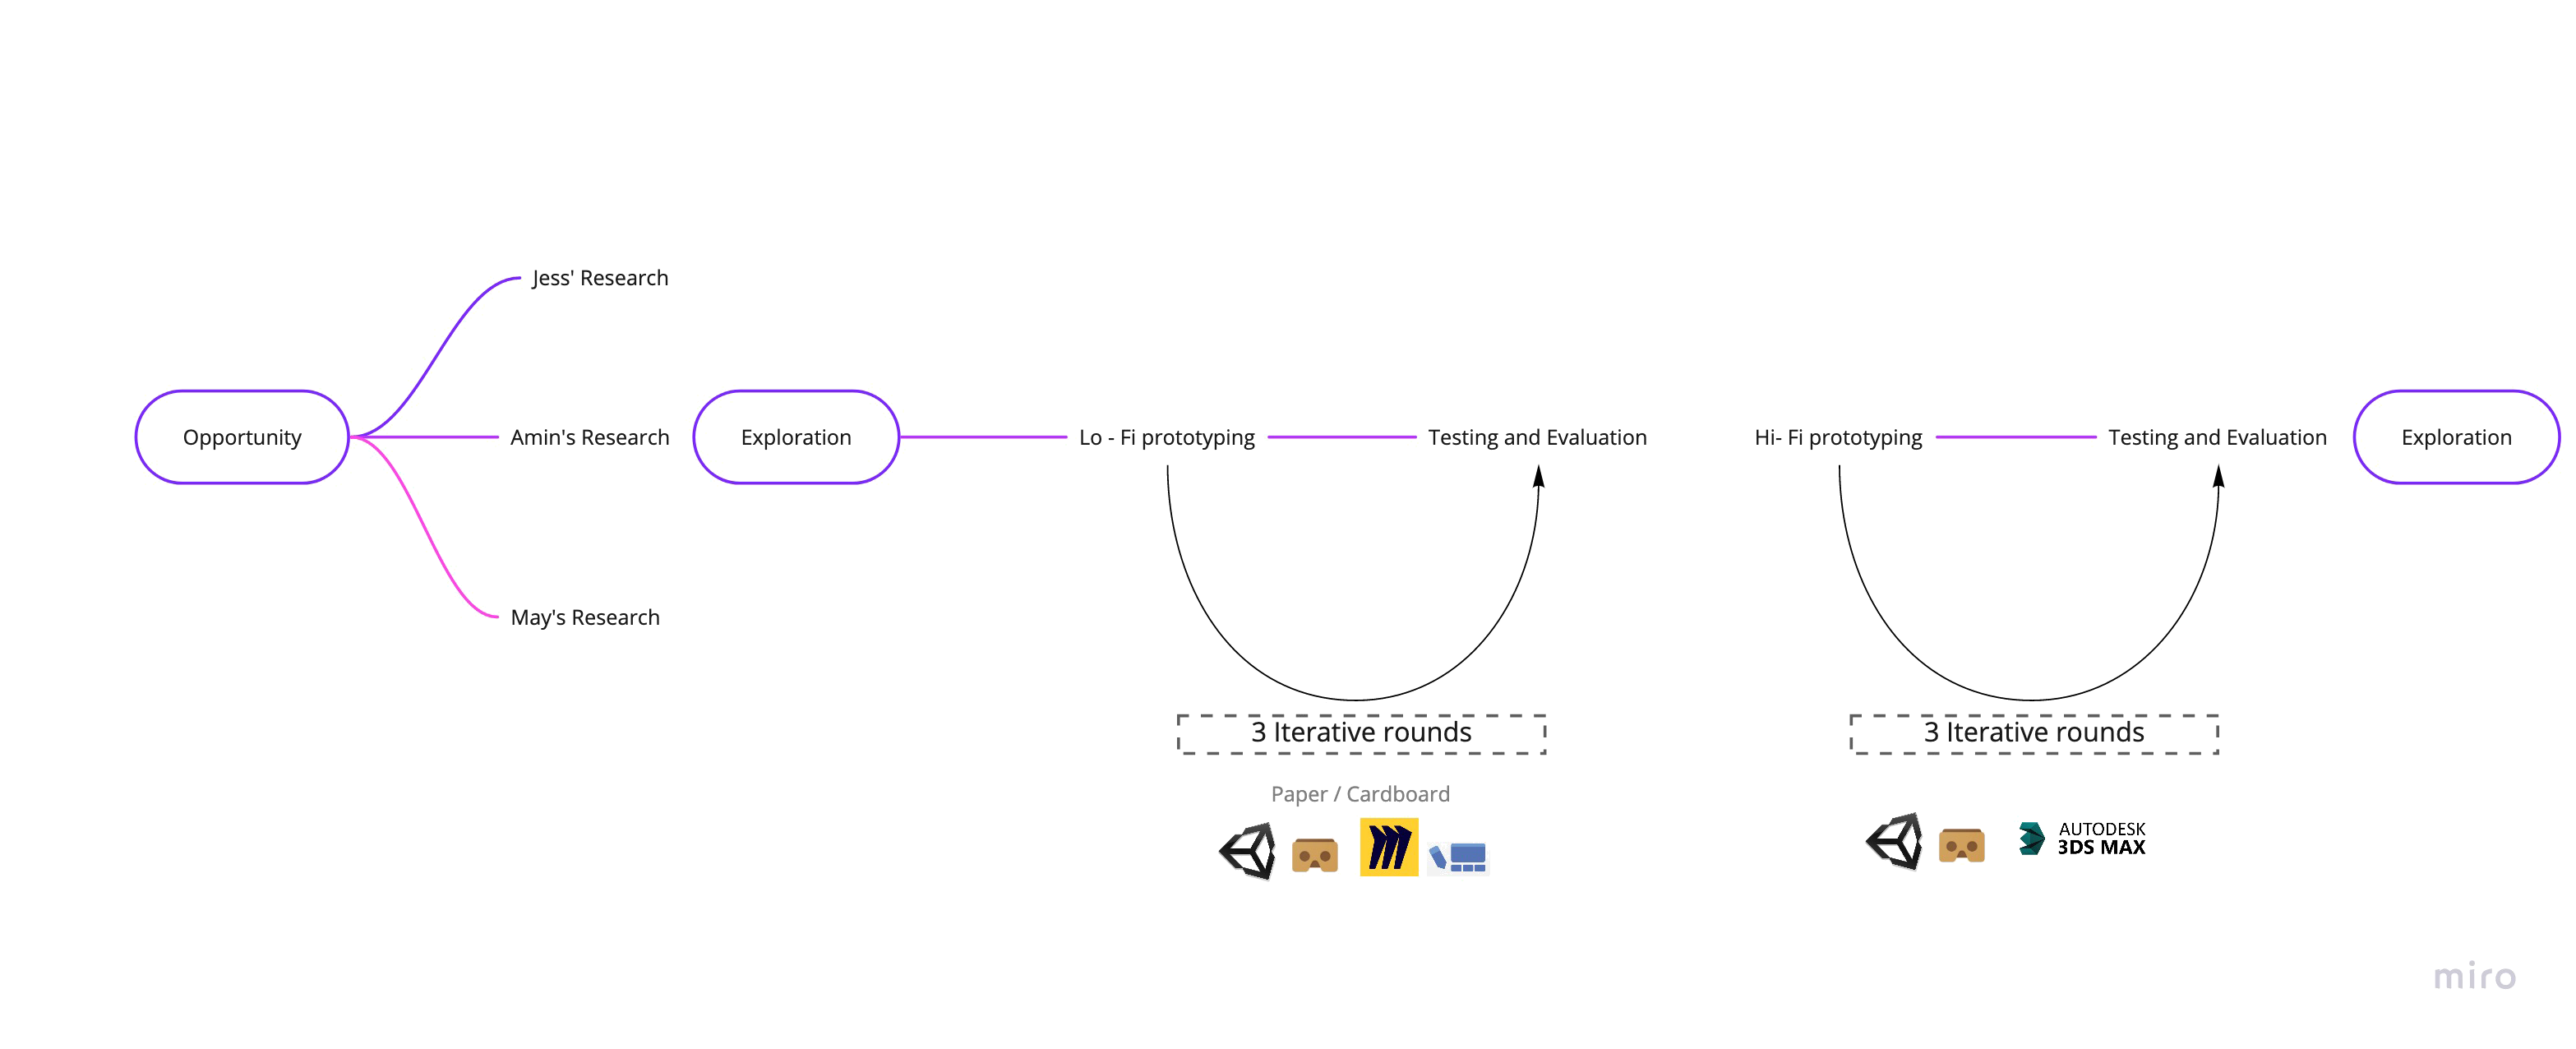 Jess' Research
Opportunity
Amin's Research
May's Research
Exploration
Lo - Fi prototyping
Testing and Evaluation
3 Iterative rounds
Paper / Cardboard
Hi- Fi prototyping
Testing and Evaluation
3 Iterative rounds
AUTODESK
3DS MAX
Exploration
miro